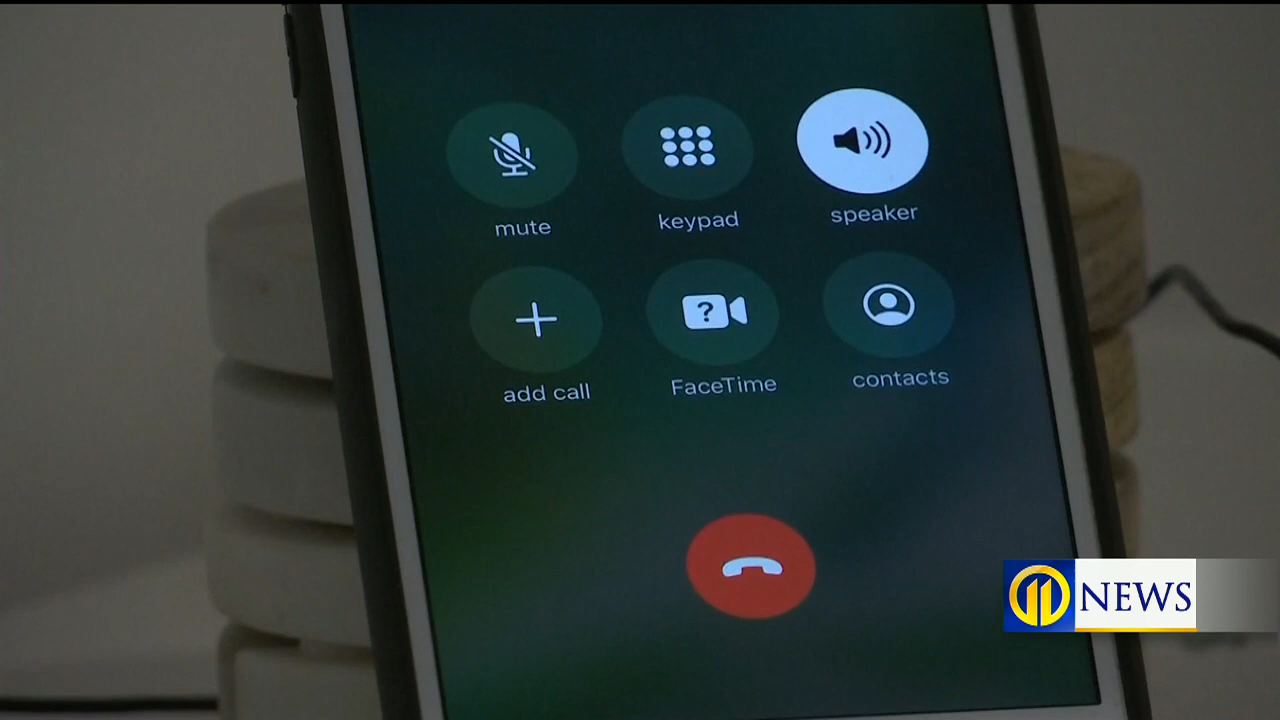 mute
keypad
speaker
add call
FaceTime
?
contacts
11 NEWS